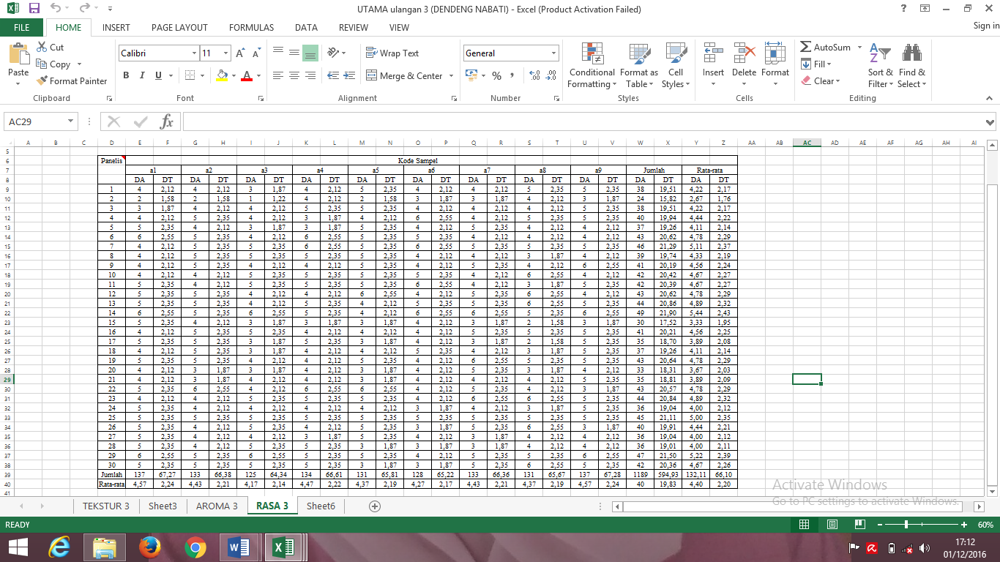 UTAMA ulangan 3 (DENDENG NABATI) - Excel (Product Activation Failed)
FILE HOME INSERT PAGE LAYOUT FORMULAS DATA REVIEW VIEW Sign in
Paste Cut Copy Format Painter
Calibri 11 B I U
Wrap Text Merge & Center
General % ,
Conditional Formatting Format as Table Cell Styles
Insert Delete Format
AutoSum Fill Clear Sort & Filter Find & Select
Clipboard Font Alignment Number Styles Cells Editing
AC29 fx
A B C D E F G H I J K L M N O P Q R S T U V W X Y Z AA AB AC AD AE AF AG AH AI
5
6 Panelis Kode Sampel
7 a1 a2 a3 a4 a5 a6 a7 a8 a9 Jumlah Rata-rata
8 DA DT DA DT DA DT DA DT DA DT DA DT DA DT DA DT DA DT DA DT DA DT
9 1 4 2,12 4 2,12 3 1,87 4 2,12 5 2,35 4 2,12 4 2,12 5 2,35 5 2,35 38 19,51 4,22 2,17
10 2 2 1,58 2 1,58 1 1,22 4 2,12 2 1,58 3 1,87 3 1,87 4 2,12 3 1,87 24 15,82 2,67 1,76
11 3 3 1,87 4 2,12 4 2,12 5 2,35 5 2,35 4 2,12 4 2,12 4 2,12 5 2,35 38 19,51 4,22 2,17
12 4 4 2,12 5 2,35 4 2,12 3 1,87 4 2,12 6 2,55 4 2,12 5 2,35 5 2,35 40 19,94 4,44 2,22
13 5 5 2,35 4 2,12 3 1,87 3 1,87 5 2,35 4 2,12 5 2,35 4 2,12 4 2,12 37 19,26 4,11 2,14
14 6 6 2,55 5 2,35 4 2,12 6 2,55 5 2,35 5 2,35 4 2,12 4 2,12 4 2,12 43 20,62 4,78 2,29
15 7 4 2,12 5 2,35 5 2,35 6 2,55 5 2,35 6 2,55 5 2,35 5 2,35 5 2,35 46 21,29 5,11 2,37
16 8 4 2,12 5 2,35 5 2,35 5 2,35 5 2,35 4 2,12 4 2,12 3 1,87 4 2,12 39 19,74 4,33 2,19
17 9 4 2,12 5 2,35 4 2,12 4 2,12 5 2,35 4 2,12 5 2,35 4 2,12 6 2,55 41 20,19 4,56 2,24
18 10 4 2,12 4 2,12 5 2,35 5 2,35 5 2,35 5 2,35 4 2,12 6 2,55 4 2,12 42 20,42 4,67 2,27
19 11 5 2,35 4 2,12 5 2,35 5 2,35 5 2,35 6 2,55 4 2,12 3 1,87 5 2,35 42 20,39 4,67 2,27
20 12 5 2,35 5 2,35 4 2,12 4 2,12 6 2,55 4 2,12 5 2,35 6 2,55 4 2,12 43 20,62 4,78 2,29
21 13 5 2,35 5 2,35 4 2,12 5 2,35 4 2,12 5 2,35 5 2,35 6 2,55 5 2,35 44 20,86 4,89 2,32
22 14 6 2,55 5 2,35 6 2,55 5 2,35 4 2,12 6 2,55 6 2,55 5 2,35 6 2,55 49 21,90 5,44 2,43
23 15 5 2,35 4 2,12 3 1,87 3 1,87 3 1,87 4 2,12 3 1,87 2 1,58 3 1,87 30 17,52 3,33 1,95
24 16 4 2,12 5 2,35 5 2,35 4 2,12 4 2,12 4 2,12 5 2,35 5 2,35 5 2,35 41 20,21 4,56 2,25
25 17 5 2,35 5 2,35 3 1,87 5 2,35 3 1,87 4 2,12 3 1,87 2 1,58 5 2,35 35 18,70 3,89 2,08
26 18 4 2,12 5 2,35 3 1,87 4 2,12 4 2,12 5 2,35 4 2,12 3 1,87 5 2,35 37 19,26 4,11 2,14
27 19 5 2,35 5 2,35 4 2,12 4 2,12 5 2,35 4 2,12 6 2,55 5 2,35 5 2,35 43 20,64 4,78 2,29
28 20 4 2,12 3 1,87 3 1,87 4 2,12 3 1,87 4 2,12 5 2,35 3 1,87 4 2,12 33 18,31 3,67 2,03
29 21 4 2,12 3 1,87 4 2,12 4 2,12 3 1,87 4 2,12 4 2,12 4 2,12 5 2,35 35 18,81 3,89 2,09
30 22 5 2,35 6 2,55 4 2,12 6 2,55 6 2,55 4 2,12 5 2,35 4 2,12 3 1,87 43 20,57 4,78 2,29
31 23 4 2,12 4 2,12 5 2,35 5 2,35 5 2,35 4 2,12 6 2,55 6 2,55 5 2,35 44 20,84 4,89 2,32
32 24 5 2,35 4 2,12 4 2,12 4 2,12 4 2,12 3 1,87 4 2,12 3 1,87 5 2,35 36 19,04 4,00 2,12
33 25 5 2,35 5 2,35 5 2,35 5 2,35 5 2,35 5 2,35 5 2,35 5 2,35 5 2,35 45 21,11 5,00 2,35
34 26 5 2,35 4 2,12 5 2,35 4 2,12 5 2,35 3 1,87 5 2,35 6 2,55 3 1,87 40 19,91 4,44 2,21
35 27 5 2,35 4 2,12 4 2,12 3 1,87 5 2,35 4 2,12 3 1,87 4 2,12 4 2,12 36 19,04 4,00 2,12
36 28 5 2,35 4 2,12 5 2,35 5 2,35 3 1,87 3 1,87 3 1,87 4 2,12 4 2,12 36 19,01 4,00 2,11
37 29 6 2,55 5 2,35 6 2,55 5 2,35 5 2,35 4 2,12 5 2,35 5 2,35 6 2,55 47 21,50 5,22 2,39
38 30 5 2,35 5 2,35 5 2,35 5 2,35 3 1,87 3 1,87 5 2,35 6 2,55 5 2,35 42 20,36 4,67 2,26
39 Jumlah 137 67,27 133 66,38 125 64,34 134 66,61 131 65,81 128 65,22 133 66,36 131 65,67 137 67,28 1189 594,93 132,11 66,10
40 Rata-rata 4,57 2,24 4,43 2,21 4,17 2,14 4,47 2,22 4,37 2,19 4,27 2,17 4,43 2,21 4,37 2,19 4,57 2,24 40 19,83 4,40 2,20
41
Activate Windows
Go to PC settings to activate Windows.
TEKSTUR 3 Sheet3 AROMA 3 RASA 3 Sheet6
READY 60%
17:12
01/12/2016